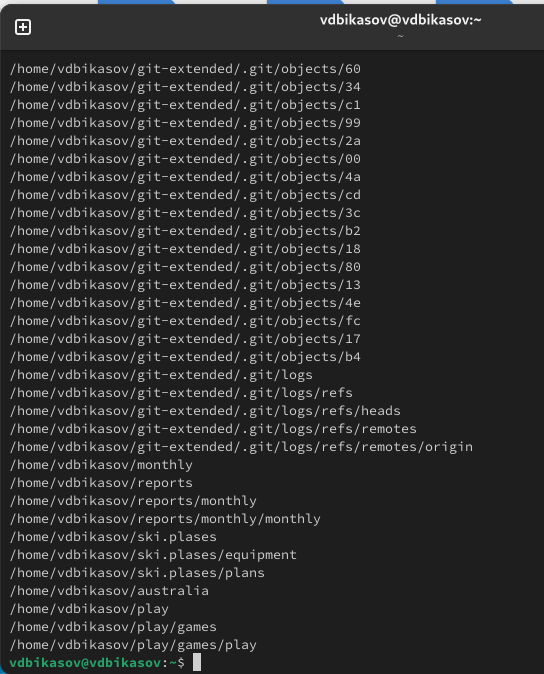 vdbikasov@vdbikasov:~
~
/home/vdbikasov/git-extended/.git/objects/60
/home/vdbikasov/git-extended/.git/objects/34
/home/vdbikasov/git-extended/.git/objects/c1
/home/vdbikasov/git-extended/.git/objects/99
/home/vdbikasov/git-extended/.git/objects/2a
/home/vdbikasov/git-extended/.git/objects/00
/home/vdbikasov/git-extended/.git/objects/4a
/home/vdbikasov/git-extended/.git/objects/cd
/home/vdbikasov/git-extended/.git/objects/3c
/home/vdbikasov/git-extended/.git/objects/b2
/home/vdbikasov/git-extended/.git/objects/18
/home/vdbikasov/git-extended/.git/objects/80
/home/vdbikasov/git-extended/.git/objects/13
/home/vdbikasov/git-extended/.git/objects/4e
/home/vdbikasov/git-extended/.git/objects/fc
/home/vdbikasov/git-extended/.git/objects/17
/home/vdbikasov/git-extended/.git/objects/b4
/home/vdbikasov/git-extended/.git/logs
/home/vdbikasov/git-extended/.git/logs/refs
/home/vdbikasov/git-extended/.git/logs/refs/heads
/home/vdbikasov/git-extended/.git/logs/refs/remotes
/home/vdbikasov/git-extended/.git/logs/refs/remotes/origin
/home/vdbikasov/monthly
/home/vdbikasov/reports
/home/vdbikasov/reports/monthly
/home/vdbikasov/reports/monthly/monthly
/home/vdbikasov/ski.plases
/home/vdbikasov/ski.plases/equipment
/home/vdbikasov/ski.plases/plans
/home/vdbikasov/australia
/home/vdbikasov/play
/home/vdbikasov/play/games
/home/vdbikasov/play/games/play
vdbikasov@vdbikasov:~$